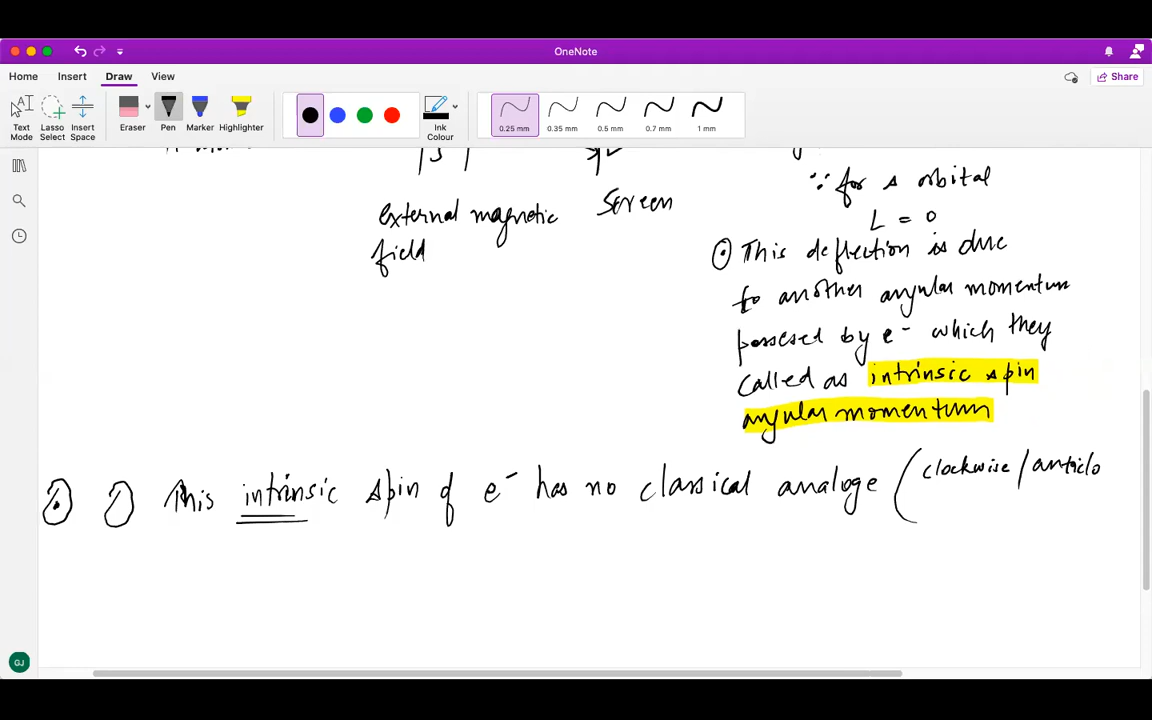 OneNote
Home Insert Draw View
Share
Text Mode
Lasso Select
Insert Space
Eraser
Pen
Marker
Highlighter
Ink Colour
0.25 mm
0.35 mm
0.5 mm
0.7 mm
1 mm
external magnetic
field
Screen
∵ for s orbital
L = 0
This deflection is due
to another angular momentum
possesed by e⁻ which they
called as intrinsic spin
angular momentum
This intrinsic spin of e⁻ has no classical analoge (clockwise/anticlo
GJ